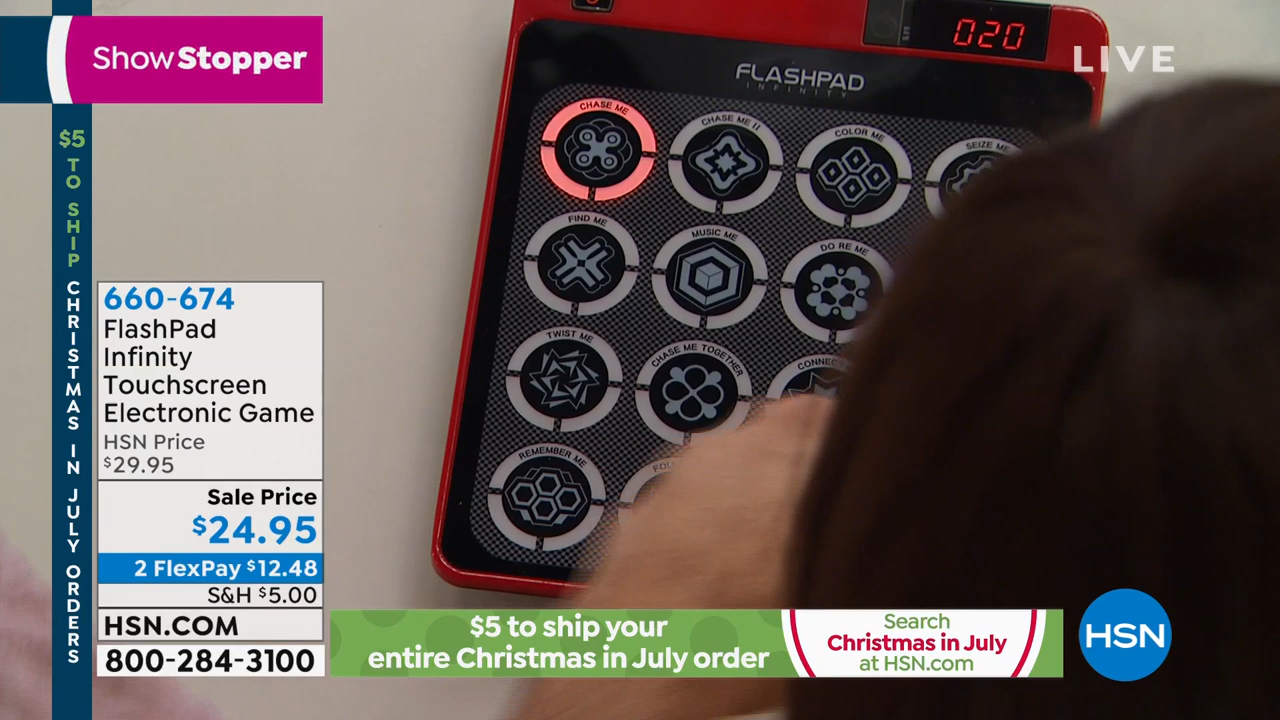 ShowStopper
$5 TO SHIP CHRISTMAS IN JULY ORDERS
660-674
FlashPad
Infinity
Touchscreen
Electronic Game
HSN Price
$29.95
Sale Price
$24.95
2 FlexPay $12.48
S&H $5.00
HSN.COM
800-284-3100
020
LIVE
FLASHPAD
INFINITY
CHASE ME
CHASE ME II
COLOR ME
SEIZE ME
FIND ME
MUSIC ME
DO RE ME
TWIST ME
CHASE ME TOGETHER
REMEMBER ME
$5 to ship your
entire Christmas in July order
Search
Christmas in July
at HSN.com
HSN